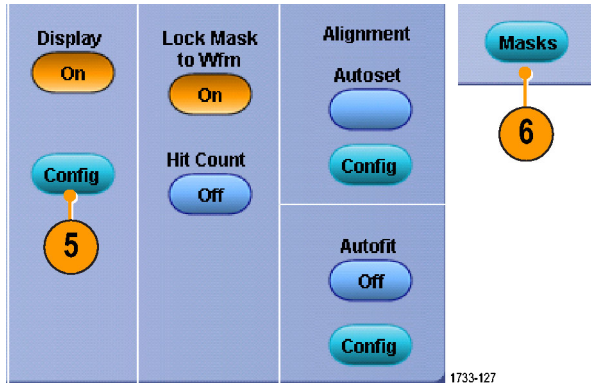 Display
On
Config
5
Lock Mask
to Wfm
On
Hit Count
Off
Alignment
Autoset
Config
Autofit
Off
Config
Masks
6
1733-127